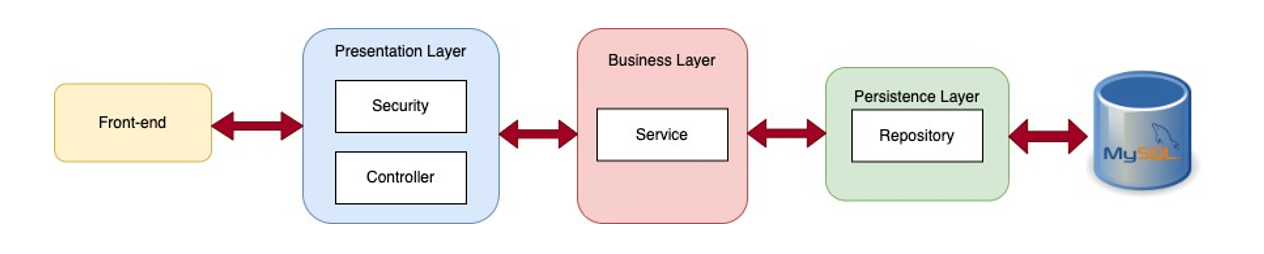 Front-end
Presentation Layer
Security
Controller
Business Layer
Service
Persistence Layer
Repository
MySQL